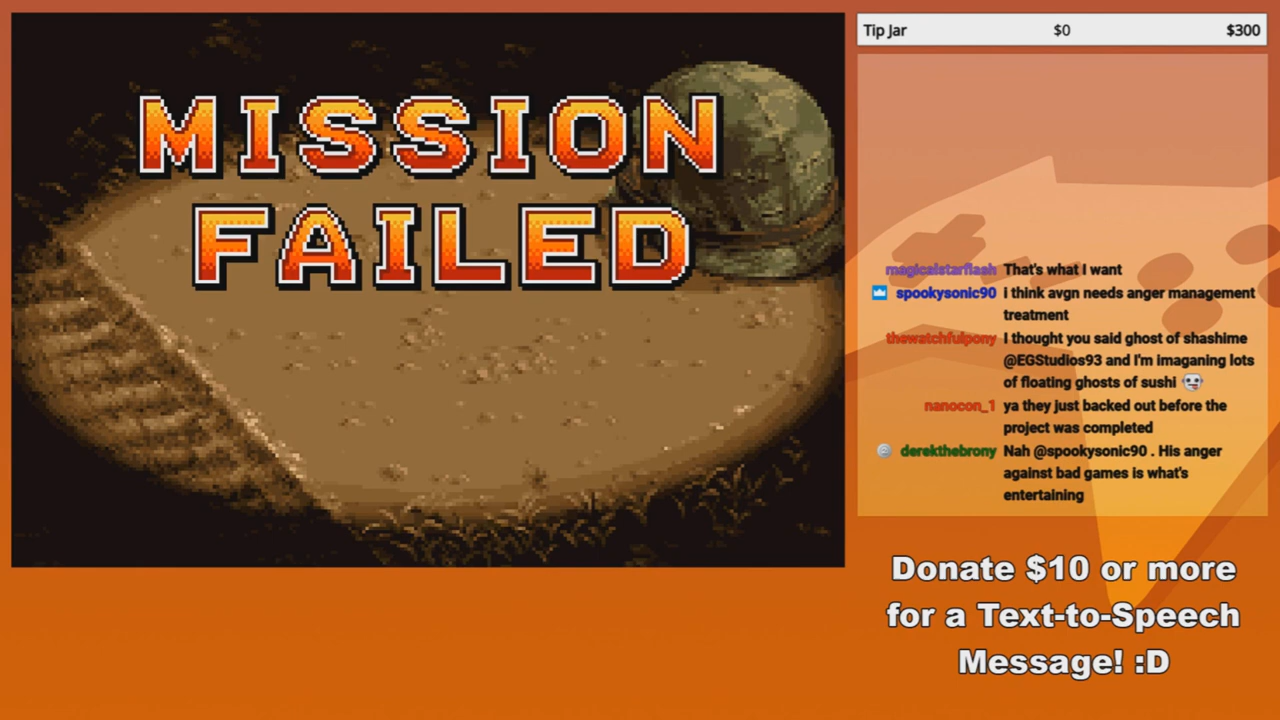 MISSION
FAILED
Tip Jar $0 $300
magicalstarflash That's what I want
spookysonic90 i think avgn needs anger management
treatment
thewatchfulpony I thought you said ghost of shashime
@EGStudios93 and I'm imaganing lots
of floating ghosts of sushi
nanocon_1 ya they just backed out before the
project was completed
derekthebrony Nah @spookysonic90 . His anger
against bad games is what's
entertaining
Donate $10 or more
for a Text-to-Speech
Message! :D